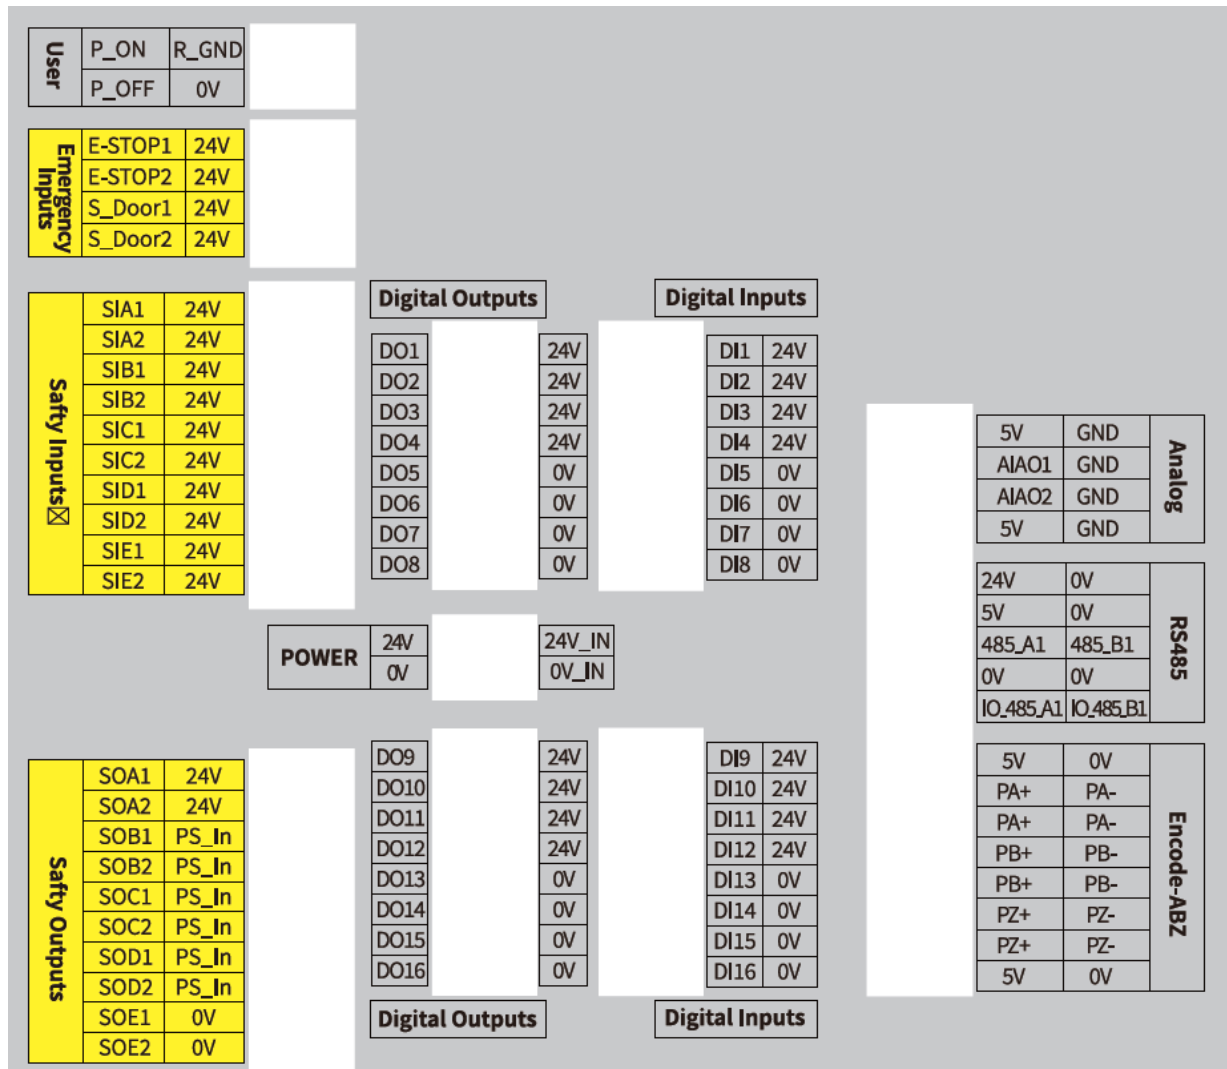 User
P_ON R_GND
P_OFF 0V
Emergency
Inputs
E-STOP1 24V
E-STOP2 24V
S_Door1 24V
S_Door2 24V
Safty Inputs
SIA1 24V
SIA2 24V
SIB1 24V
SIB2 24V
SIC1 24V
SIC2 24V
SID1 24V
SID2 24V
SIE1 24V
SIE2 24V
Digital Outputs
DO1 24V
DO2 24V
DO3 24V
DO4 24V
DO5 0V
DO6 0V
DO7 0V
DO8 0V
Digital Inputs
DI1 24V
DI2 24V
DI3 24V
DI4 24V
DI5 0V
DI6 0V
DI7 0V
DI8 0V
POWER
24V 24V_IN
0V 0V_IN
Safty Outputs
SOA1 24V
SOA2 24V
SOB1 PS_In
SOB2 PS_In
SOC1 PS_In
SOC2 PS_In
SOD1 PS_In
SOD2 PS_In
SOE1 0V
SOE2 0V
DO9 24V
DO10 24V
DO11 24V
DO12 24V
DO13 0V
DO14 0V
DO15 0V
DO16 0V
Digital Outputs
DI9 24V
DI10 24V
DI11 24V
DI12 24V
DI13 0V
DI14 0V
DI15 0V
DI16 0V
Digital Inputs
5V GND
AIAO1 GND
AIAO2 GND
5V GND
Analog
24V 0V
5V 0V
485_A1 485_B1
0V 0V
IO_485_A1 IO_485_B1
RS485
5V 0V
PA+ PA-
PA+ PA-
PB+ PB-
PB+ PB-
PZ+ PZ-
PZ+ PZ-
5V 0V
Encode-ABZ